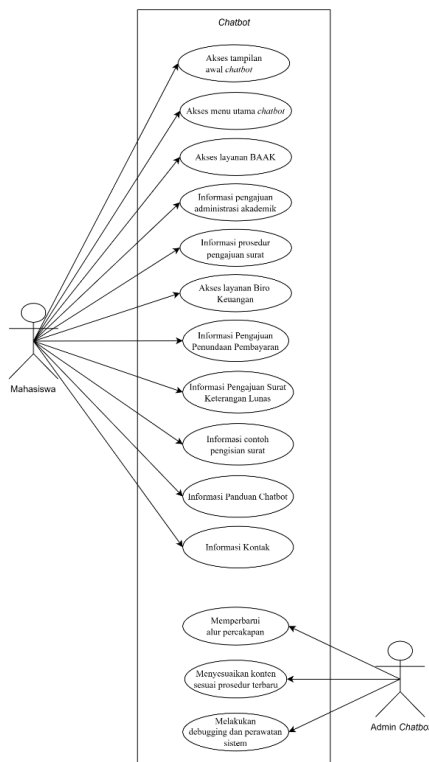 Chatbot
Akses tampilan
awal chatbot
Akses menu utama chatbot
Akses layanan BAAK
Informasi pengajuan
administrasi akademik
Informasi prosedur
pengajuan surat
Akses layanan Biro
Keuangan
Informasi Pengajuan
Penundaan Pembayaran
Mahasiswa
Informasi Pengajuan Surat
Keterangan Lunas
Informasi contoh
pengisian surat
Informasi Panduan Chatbot
Informasi Kontak
Memperbarui
alur percakapan
Menyesuaikan konten
sesuai prosedur terbaru
Melakukan
debugging dan perawatan
sistem
Admin Chatbo